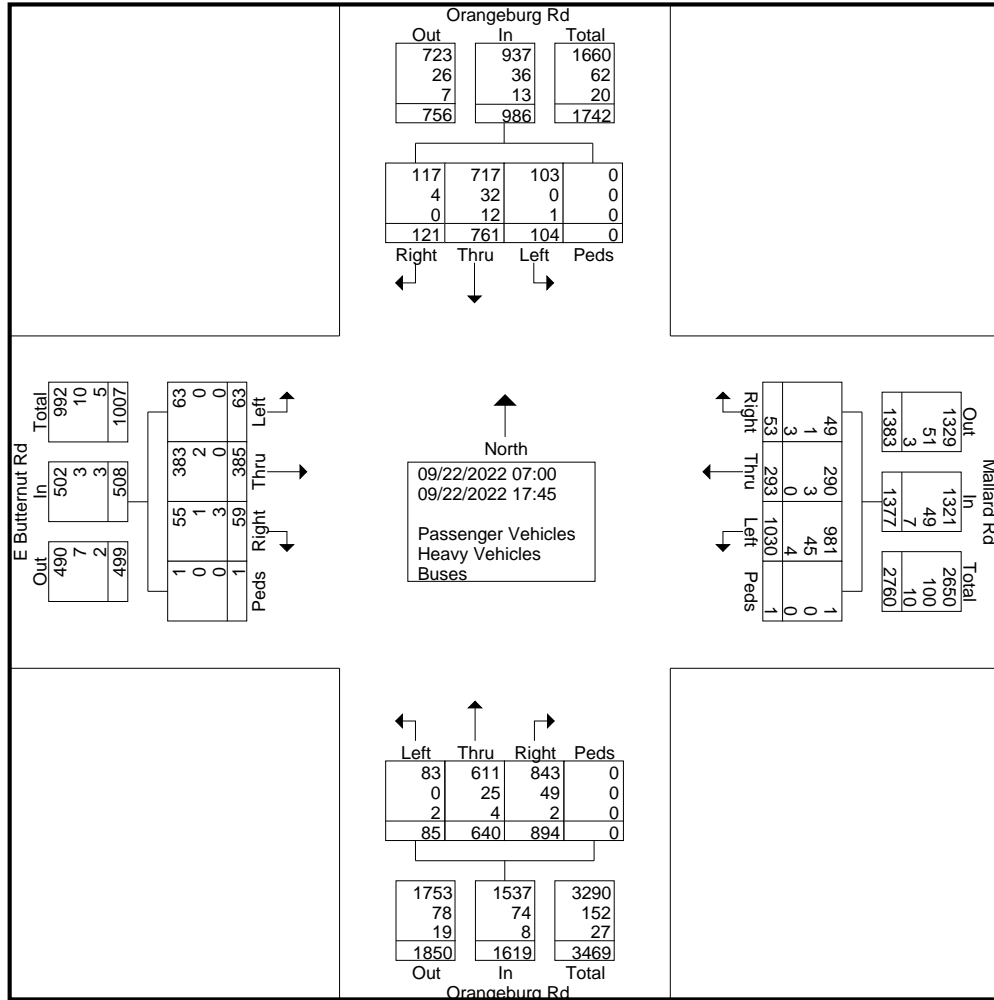 Orangeburg Rd
Out In Total
723 937 1660
26 36 62
7 13 20
756 986 1742
117 717 103 0
4 32 0 0
0 12 1 0
121 761 104 0
Right Thru Left Peds
E Butternut Rd
Total In Out
992 502 490
10 3 7
5 3 2
1007 508 499
63 383 55 1
0 2 1 0
0 0 3 0
63 385 59 1
Left Thru Right Peds
North
09/22/2022 07:00
09/22/2022 17:45
Passenger Vehicles
Heavy Vehicles
Buses
Right Thru Left Peds
49 290 981 1
1 3 45 0
3 0 4 0
53 293 1030 1
Mallard Rd
Out In Total
1329 1321 2650
51 49 100
3 7 10
1383 1377 2760
Left Thru Right Peds
83 611 843 0
0 25 49 0
2 4 2 0
85 640 894 0
1753 1537 3290
78 74 152
19 8 27
1850 1619 3469
Out In Total
Orangeburg Rd